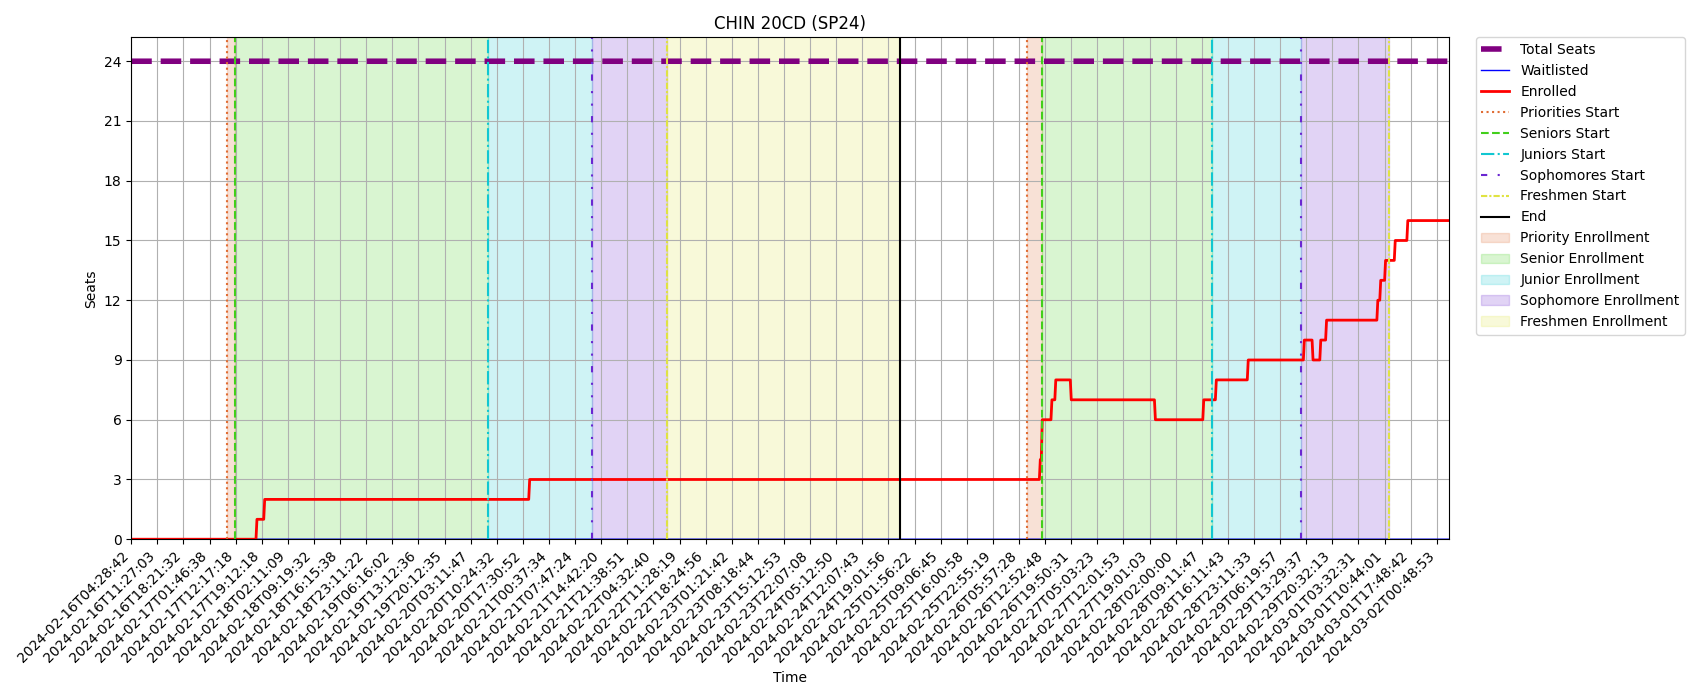 CHIN 20CD (SP24)
Total Seats
Waitlisted
Enrolled
Priorities Start
Seniors Start
Juniors Start
Sophomores Start
Freshmen Start
End
Priority Enrollment
Senior Enrollment
Junior Enrollment
Sophomore Enrollment
Freshmen Enrollment
Seats
24
21
18
15
12
9
6
3
0
2024-02-16T04:28:42
2024-02-16T11:27:03
2024-02-16T18:21:32
2024-02-17T01:46:38
2024-02-17T12:17:18
2024-02-17T19:12:18
2024-02-18T02:11:09
2024-02-18T09:19:32
2024-02-18T16:15:38
2024-02-18T23:11:22
2024-02-19T06:16:02
2024-02-19T13:12:36
2024-02-19T20:12:35
2024-02-20T03:11:47
2024-02-20T10:24:32
2024-02-20T17:30:52
2024-02-21T00:37:34
2024-02-21T07:47:24
2024-02-21T14:42:20
2024-02-21T21:38:51
2024-02-22T04:32:40
2024-02-22T11:28:19
2024-02-22T18:24:56
2024-02-23T01:21:42
2024-02-23T08:18:44
2024-02-23T15:12:53
2024-02-23T22:07:08
2024-02-24T05:12:50
2024-02-24T12:07:43
2024-02-24T19:01:56
2024-02-25T01:56:22
2024-02-25T09:06:45
2024-02-25T16:00:58
2024-02-25T22:55:19
2024-02-26T05:57:28
2024-02-26T12:52:48
2024-02-26T19:50:31
2024-02-27T05:03:23
2024-02-27T12:01:53
2024-02-27T19:01:03
2024-02-28T02:00:00
2024-02-28T09:11:47
2024-02-28T16:11:43
2024-02-28T23:11:33
2024-02-29T06:19:57
2024-02-29T13:29:37
2024-02-29T20:32:13
2024-03-01T03:32:31
2024-03-01T10:44:01
2024-03-01T17:48:42
2024-03-02T00:48:53
Time